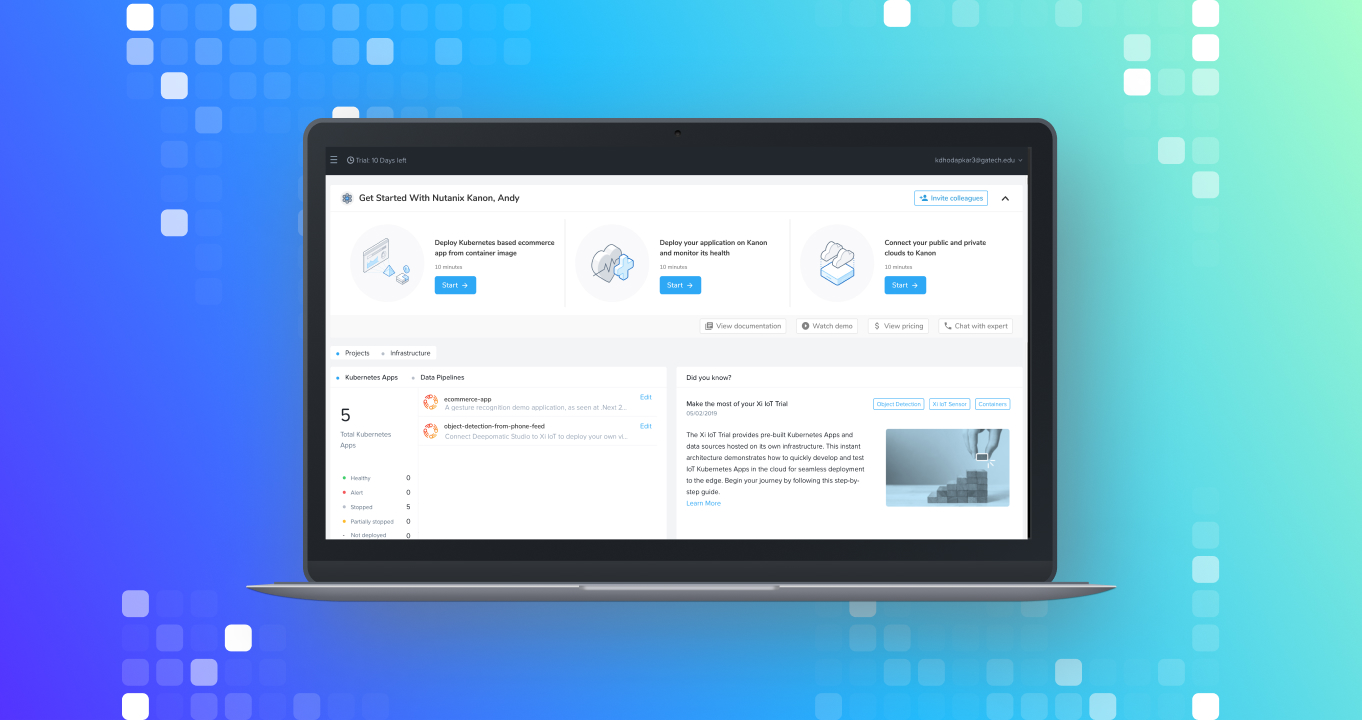 Trial: 10 Days left
kdhodapkar3@gatech.edu
Get Started With Nutanix Kanon, Andy
Invite colleagues
Deploy Kubernetes based ecommerce
app from container image
10 minutes
Start →
Deploy your application on Kanon
and monitor its health
10 minutes
Start →
Connect your public and private
clouds to Kanon
10 minutes
Start →
View documentation
Watch demo
$ View pricing
Chat with expert
Projects
Infrastructure
Kubernetes Apps
Data Pipelines
5
Total Kubernetes
Apps
Healthy 0
Alert 0
Stopped 5
Partially stopped 0
- Not deployed 0
ecommerce-app
Edit
A gesture recognition demo application, as seen at .Next 2...
object-detection-from-phone-feed
Edit
Connect Deepomatic Studio to Xi IoT to deploy your own vi...
Did you know?
Make the most of your Xi IoT Trial
05/02/2019
Object Detection
Xi IoT Sensor
Containers
The Xi IoT Trial provides pre-built Kubernetes Apps and
data sources hosted on its own infrastructure. This instant
architecture demonstrates how to quickly develop and test
IoT Kubernetes Apps in the cloud for seamless deployment
to the edge. Begin your journey by following this step-by-
step guide.
Learn More